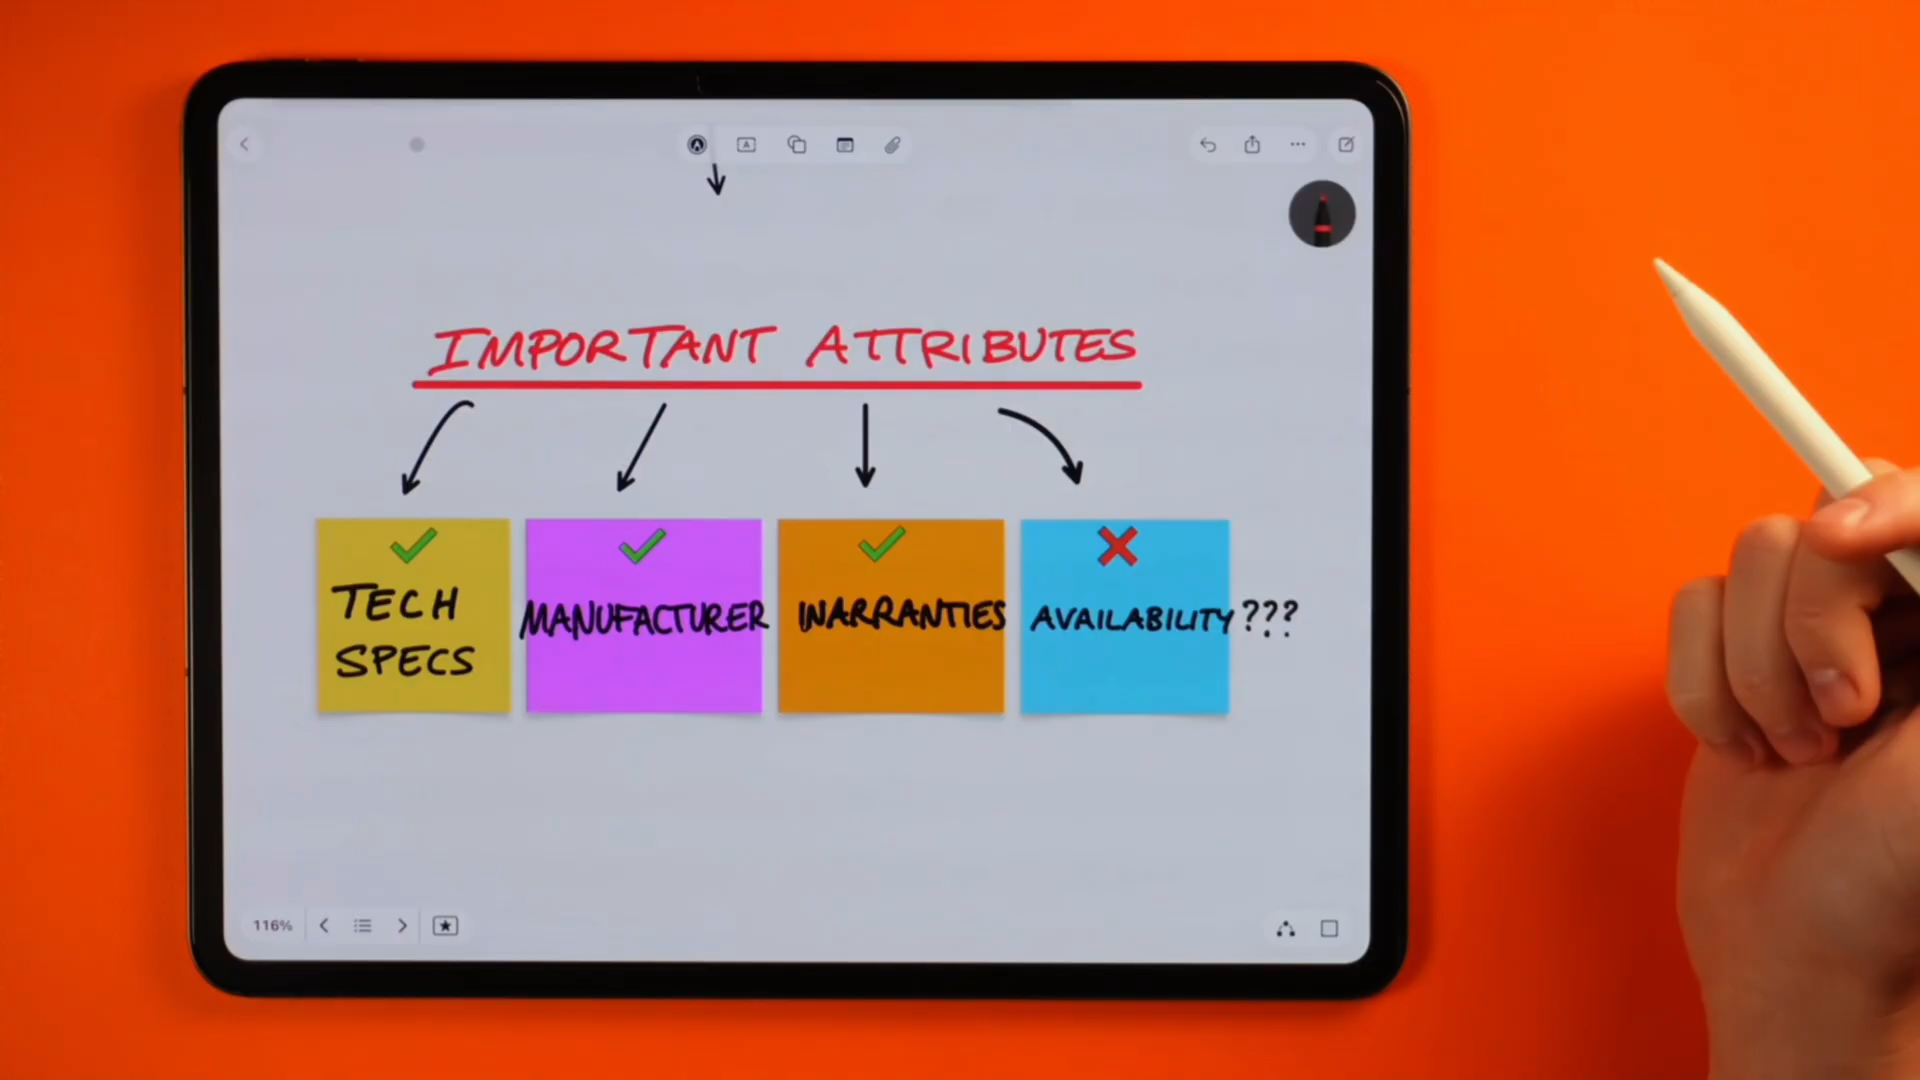 IMPORTANT ATTRIBUTES
TECH
SPECS
MANUFACTURER
WARRANTIES
AVAILABILITY???
116%